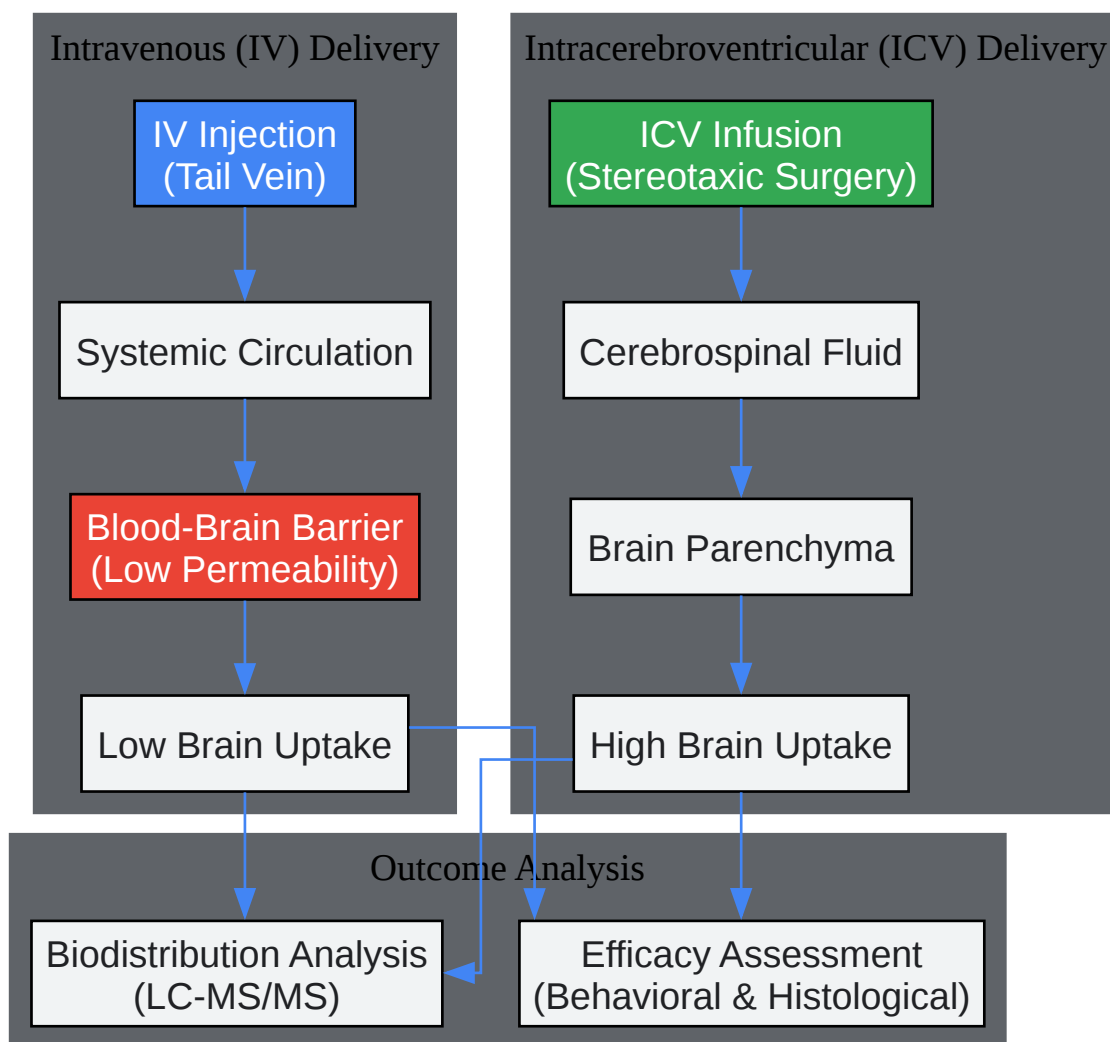 Intravenous (IV) Delivery
IV Injection
(Tail Vein)
Systemic Circulation
Blood-Brain Barrier
(Low Permeability)
Low Brain Uptake
Intracerebroventricular (ICV) Delivery
ICV Infusion
(Stereotaxic Surgery)
Cerebrospinal Fluid
Brain Parenchyma
High Brain Uptake
Outcome Analysis
Biodistribution Analysis
(LC-MS/MS)
Efficacy Assessment
(Behavioral & Histological)